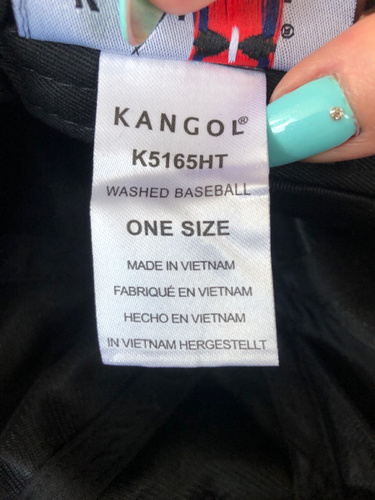 KANGOL®
K5165HT
WASHED BASEBALL
ONE SIZE
MADE IN VIETNAM
FABRIQUÉ EN VIETNAM
HECHO EN VIETNAM
IN VIETNAM HERGESTELLT